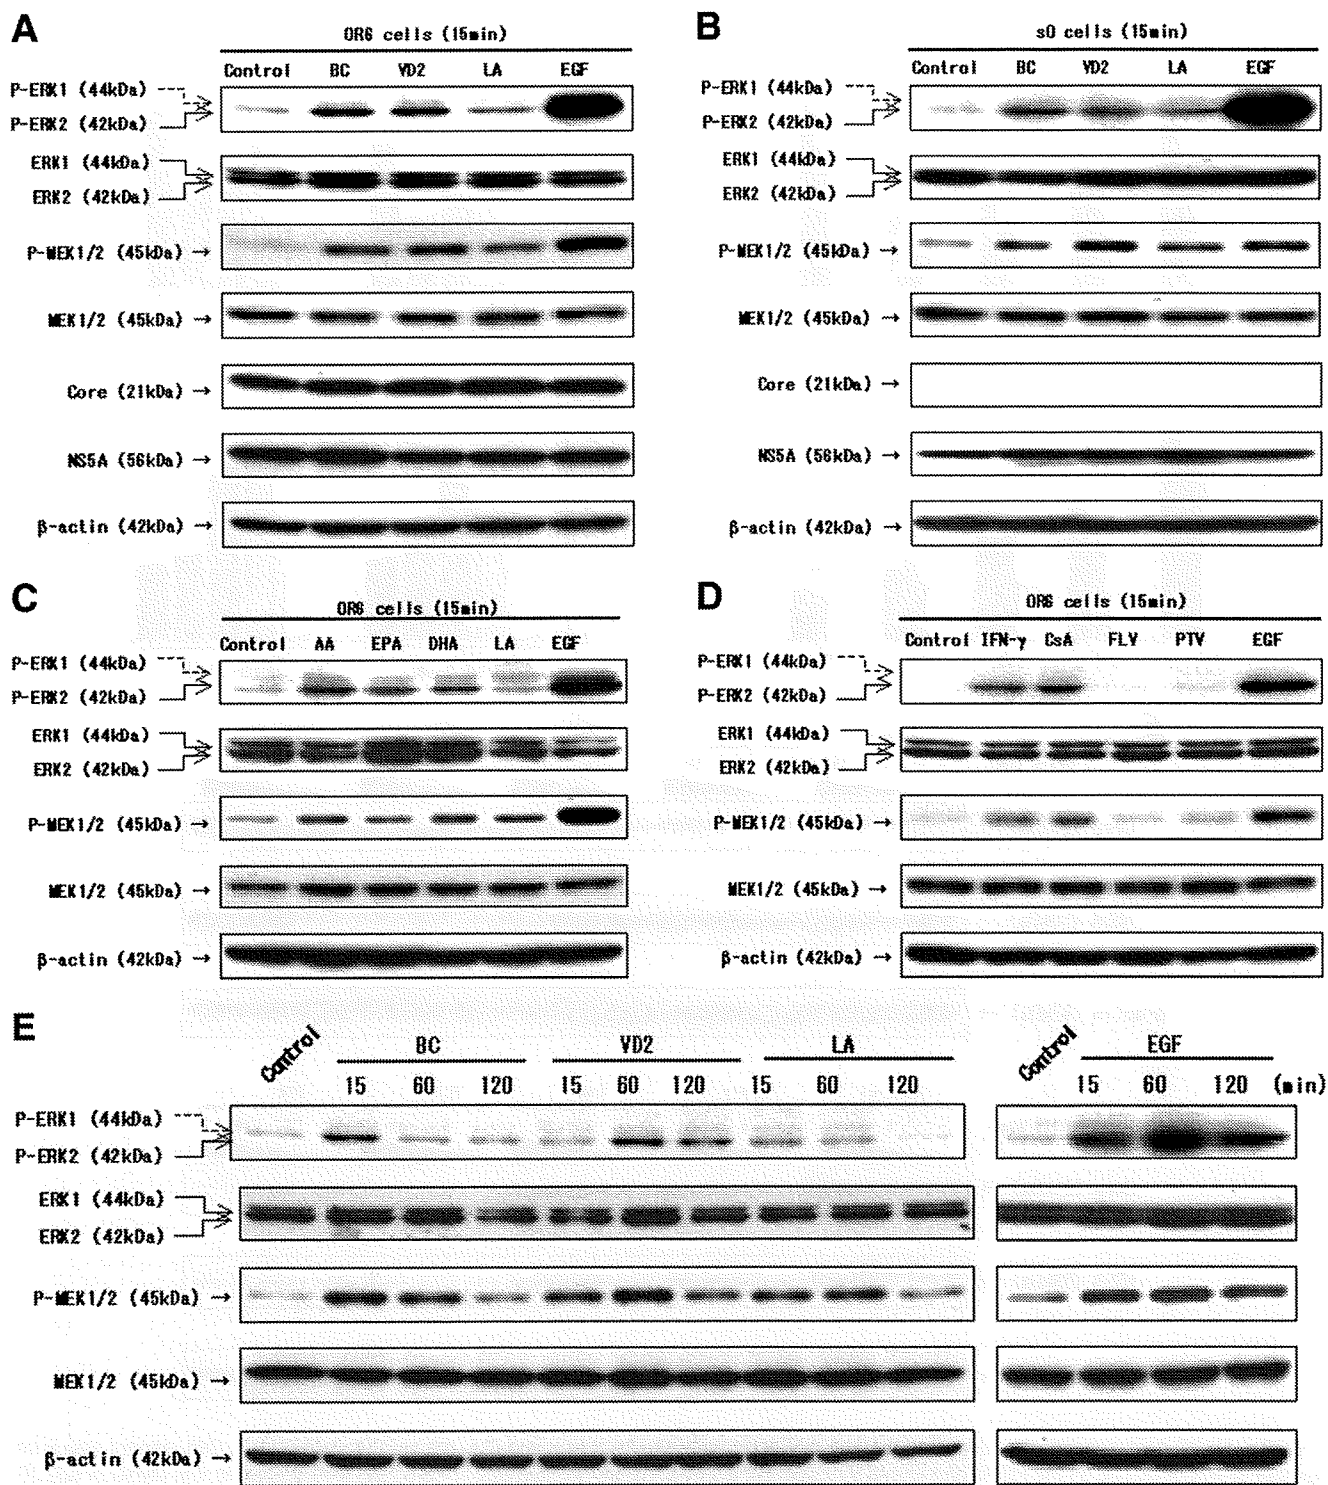 A
OR6 cells (15min)
Control BC VD2 LA EGF
P-ERK1 (44kDa)
P-ERK2 (42kDa)
ERK1 (44kDa)
ERK2 (42kDa)
P-MEK1/2 (45kDa) →
MEK1/2 (45kDa) →
Core (21kDa) →
NS5A (56kDa) →
β-actin (42kDa) →
B
sO cells (15min)
Control BC VD2 LA EGF
P-ERK1 (44kDa)
P-ERK2 (42kDa)
ERK1 (44kDa)
ERK2 (42kDa)
P-MEK1/2 (45kDa) →
MEK1/2 (45kDa) →
Core (21kDa) →
NS5A (56kDa) →
β-actin (42kDa) →
C
OR6 cells (15min)
Control AA EPA DHA LA EGF
P-ERK1 (44kDa)
P-ERK2 (42kDa)
ERK1 (44kDa)
ERK2 (42kDa)
P-MEK1/2 (45kDa) →
MEK1/2 (45kDa) →
β-actin (42kDa) →
D
OR6 cells (15min)
Control IFN-γ CsA FLV PTV EGF
P-ERK1 (44kDa)
P-ERK2 (42kDa)
ERK1 (44kDa)
ERK2 (42kDa)
P-MEK1/2 (45kDa) →
MEK1/2 (45kDa) →
β-actin (42kDa) →
E
Control BC VD2 LA Control EGF
15 60 120 15 60 120 15 60 120 15 60 120 (min)
P-ERK1 (44kDa)
P-ERK2 (42kDa)
ERK1 (44kDa)
ERK2 (42kDa)
P-MEK1/2 (45kDa) →
MEK1/2 (45kDa) →
β-actin (42kDa) →